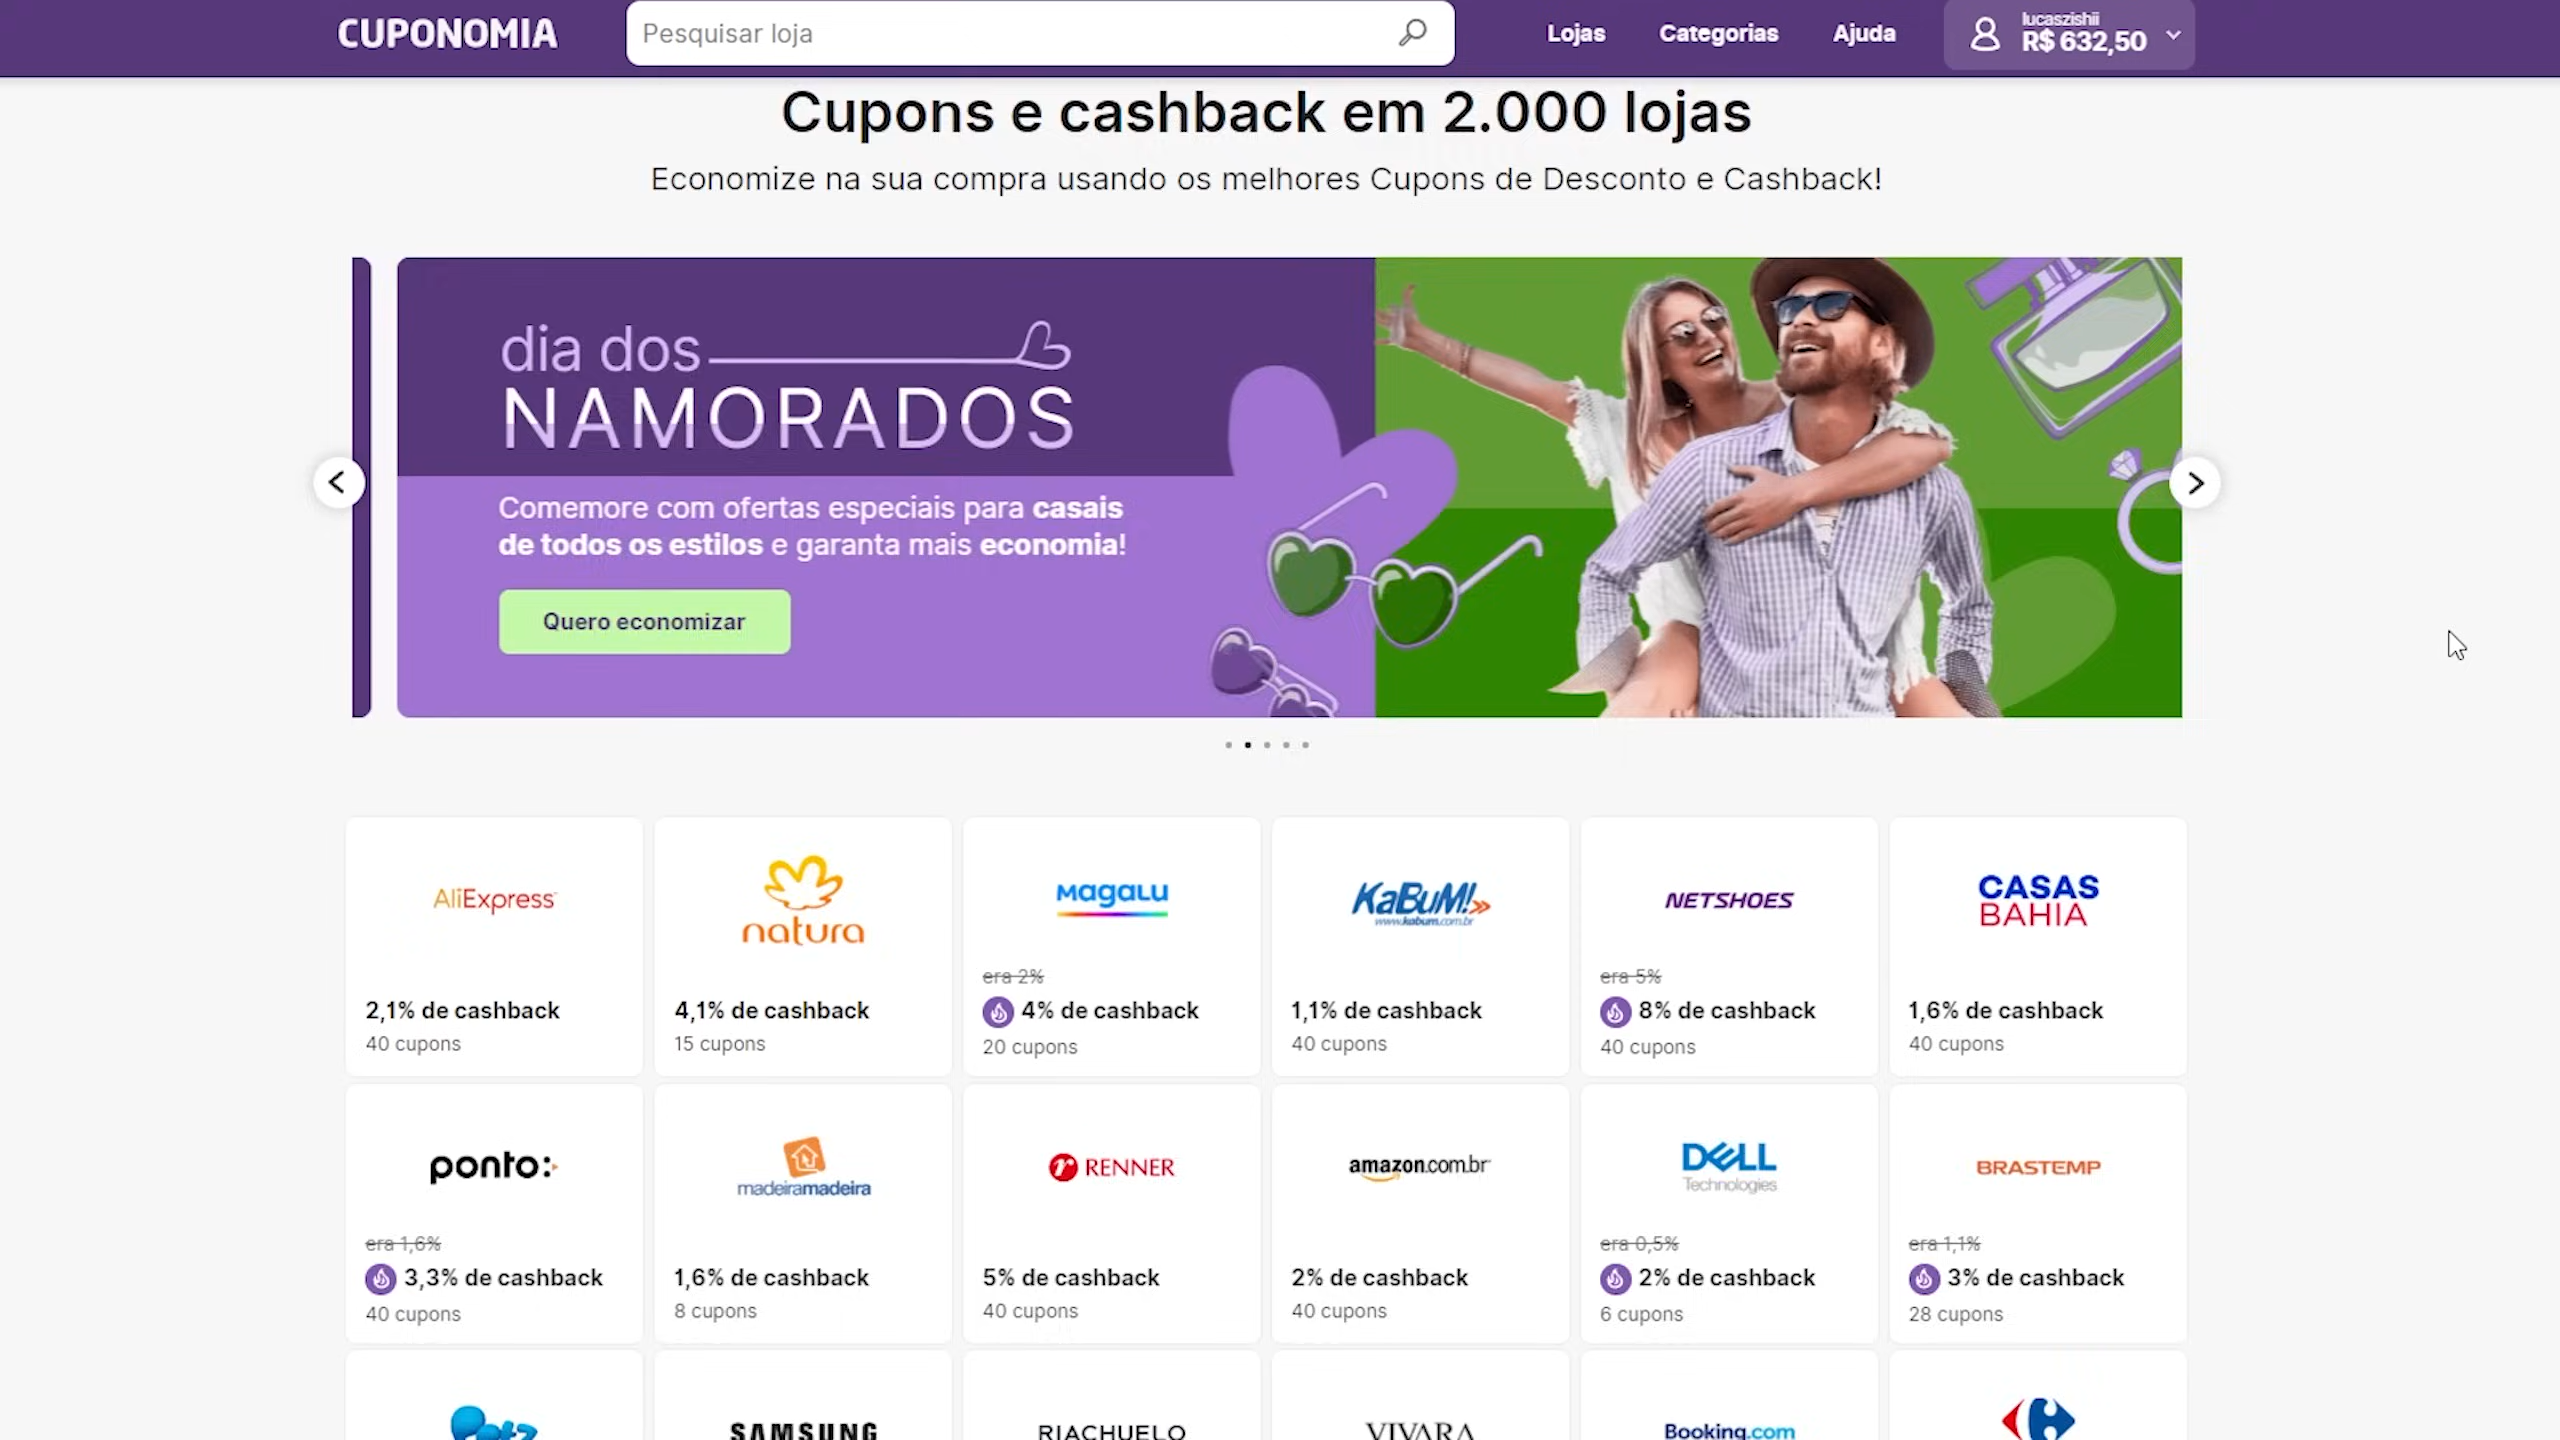 CUPONOMIA
Pesquisar loja
Lojas
Categorias
Ajuda
lucaszishii
R$ 632,50
Cupons e cashback em 2.000 lojas
Economize na sua compra usando os melhores Cupons de Desconto e Cashback!
dia dos
NAMORADOS
Comemore com ofertas especiais para casais
de todos os estilos e garanta mais economia!
Quero economizar
AliExpress
2,1% de cashback
40 cupons
natura
4,1% de cashback
15 cupons
MagaLu
era 2%
4% de cashback
20 cupons
KaBuM!
www.kabum.com.br
1,1% de cashback
40 cupons
NETSHOES
era 5%
8% de cashback
40 cupons
CASAS
BAHIA
1,6% de cashback
40 cupons
ponto:
era 1,6%
3,3% de cashback
40 cupons
madeiramadeira
1,6% de cashback
8 cupons
RENNER
5% de cashback
40 cupons
amazon.com.br
2% de cashback
40 cupons
DELL
Technologies
era 0,5%
2% de cashback
6 cupons
BRASTEMP
era 1,1%
3% de cashback
28 cupons
SAMSUNG
RIACHUELO
VIVARA
Booking.com